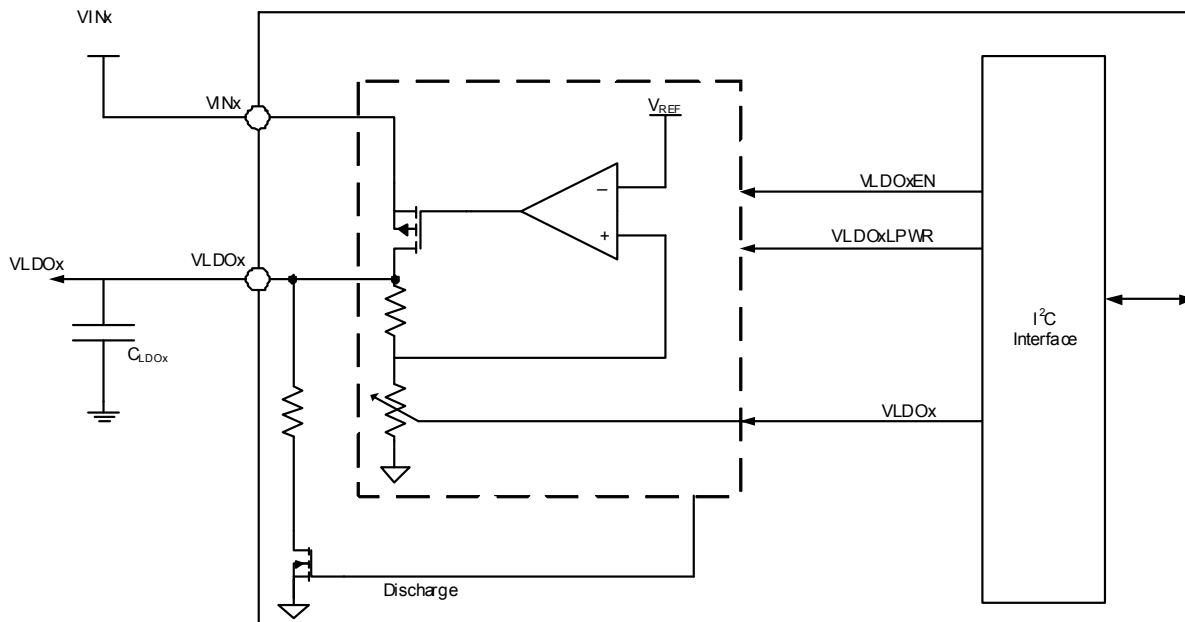 VINx
VINx
VREF
−
+
VLDOxEN
VLDOxLPWR
VLDOx
VLDOx
CLDOx
I²C
Interface
VLDOx
Discharge